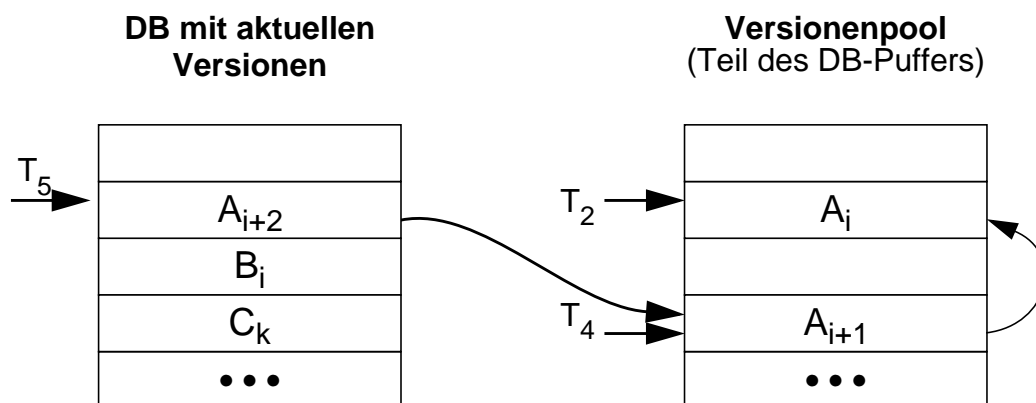 DB mit aktuellen
Versionen
T₅
Aᵢ₊₂
Bᵢ
Cₖ
•••
Versionenpool
(Teil des DB-Puffers)
T₂
Aᵢ
T₄
Aᵢ₊₁
•••